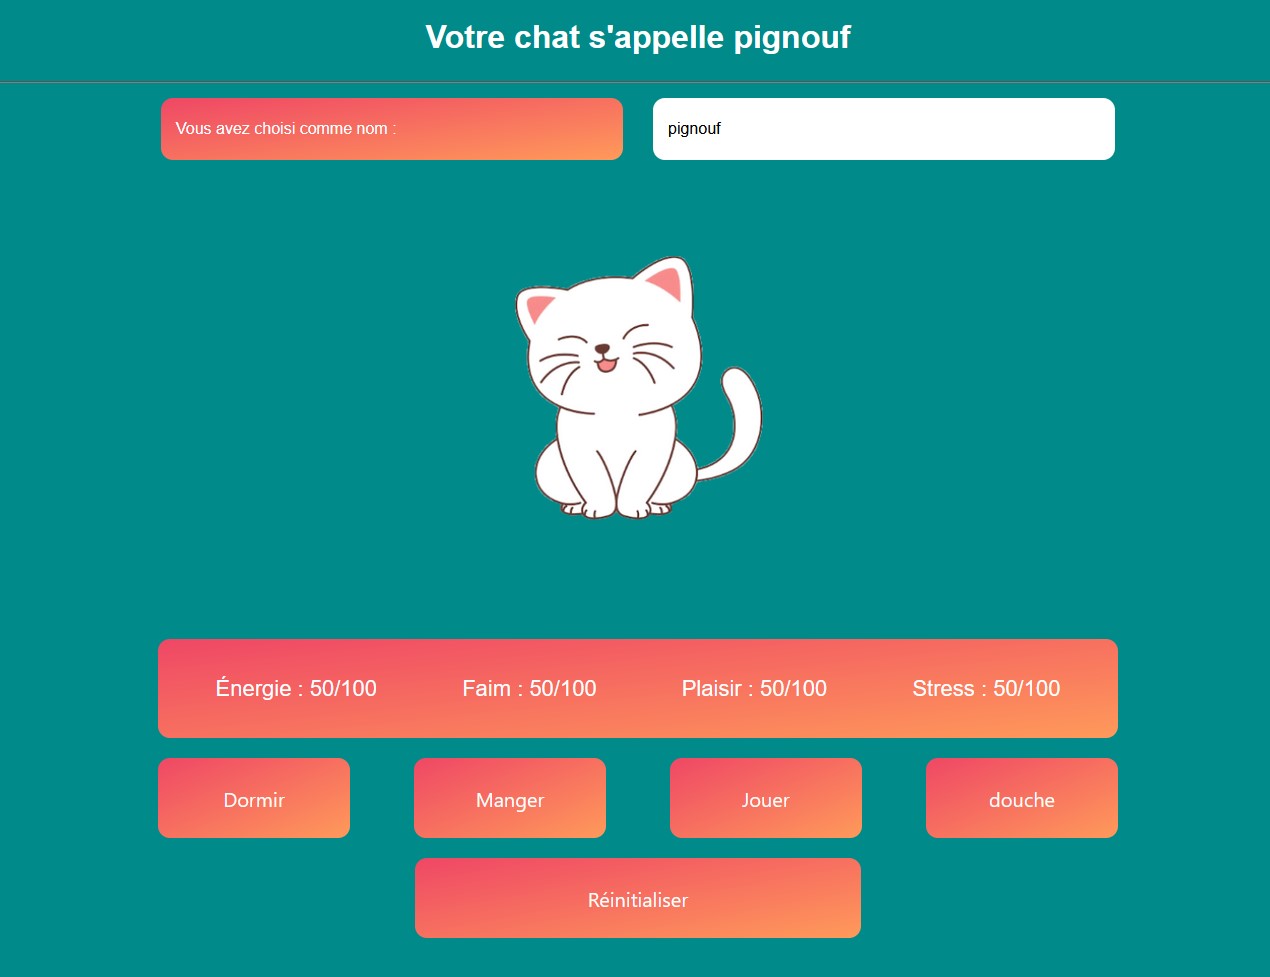 Votre chat s'appelle pignouf
Vous avez choisi comme nom :
pignouf
Énergie : 50/100
Faim : 50/100
Plaisir : 50/100
Stress : 50/100
Dormir
Manger
Jouer
douche
Réinitialiser